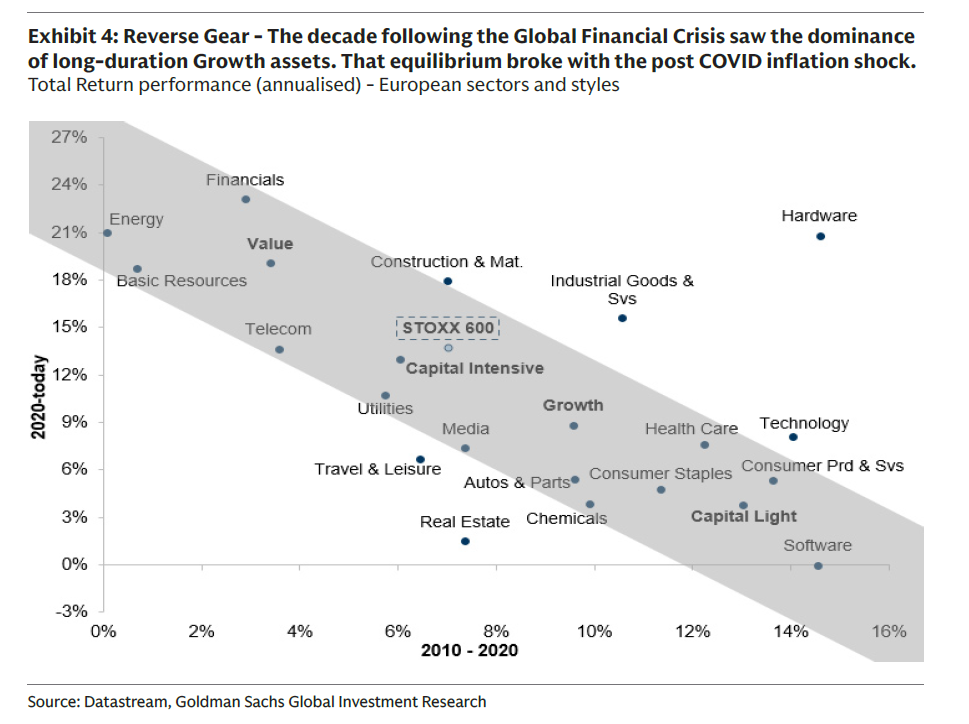 Exhibit 4: Reverse Gear – The decade following the Global Financial Crisis saw the dominance
of long-duration Growth assets. That equilibrium broke with the post COVID inflation shock.
Total Return performance (annualised) – European sectors and styles
27%
24%
21%
18%
15%
12%
9%
6%
3%
0%
-3%
2020-today
Financials
Energy
Hardware
Value
Construction & Mat.
Basic Resources
Industrial Goods &
Svs
Telecom
STOXX 600
Capital Intensive
Utilities
Growth
Media
Health Care
Technology
Travel & Leisure
Autos & Parts
Consumer Staples
Consumer Prd & Svs
Real Estate
Chemicals
Capital Light
Software
0%
2%
4%
6%
8%
10%
12%
14%
16%
2010 - 2020
Source: Datastream, Goldman Sachs Global Investment Research